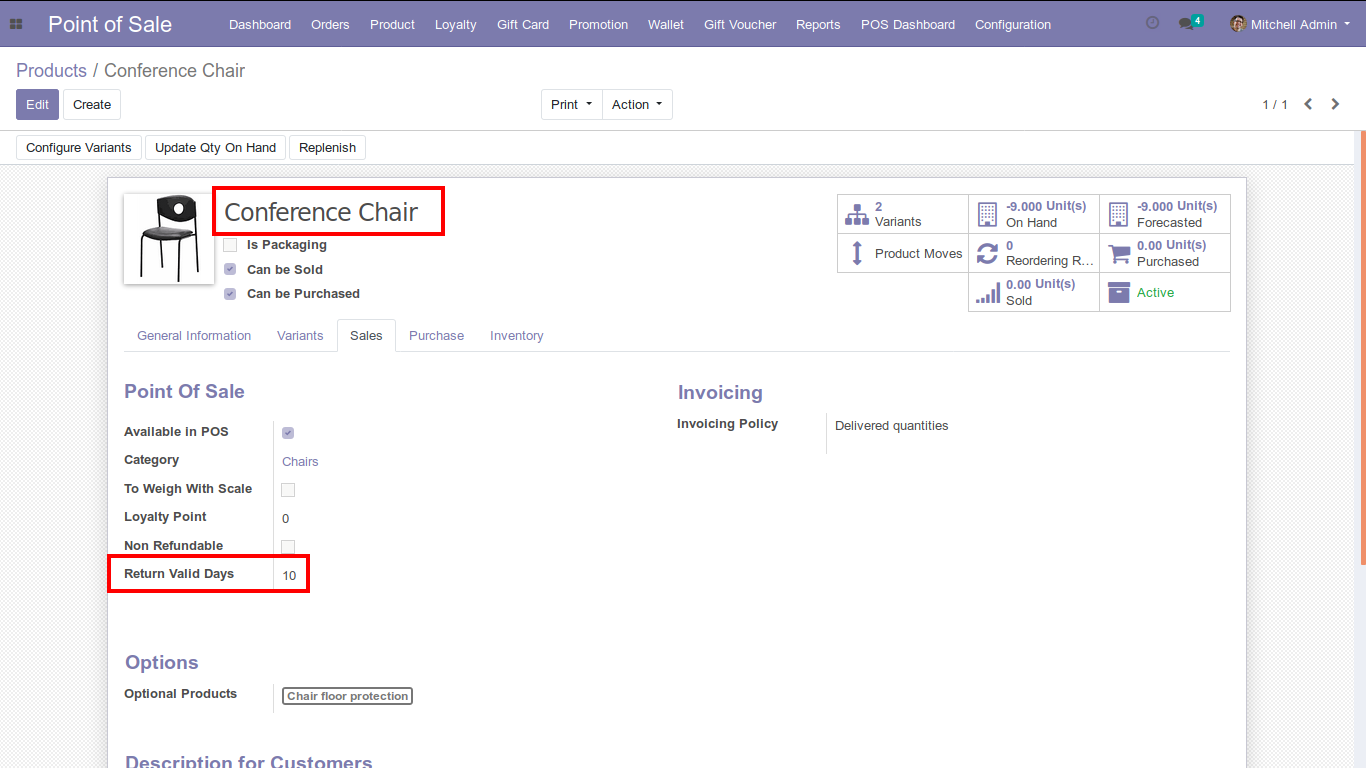 Point of Sale Dashboard Orders Product Loyalty Gift Card Promotion Wallet Gift Voucher Reports POS Dashboard Configuration 4 Mitchell Admin
Products / Conference Chair
Edit Create Print Action 1 / 1
Configure Variants Update Qty On Hand Replenish
Conference Chair
Is Packaging
Can be Sold
Can be Purchased
2
Variants
-9.000 Unit(s)
On Hand
-9.000 Unit(s)
Forecasted
Product Moves
0
Reordering R...
0.00 Unit(s)
Purchased
0.00 Unit(s)
Sold
Active
General Information Variants Sales Purchase Inventory
Point Of Sale
Available in POS
Category Chairs
To Weigh With Scale
Loyalty Point 0
Non Refundable
Return Valid Days 10
Invoicing
Invoicing Policy Delivered quantities
Options
Optional Products Chair floor protection
Description for Customers